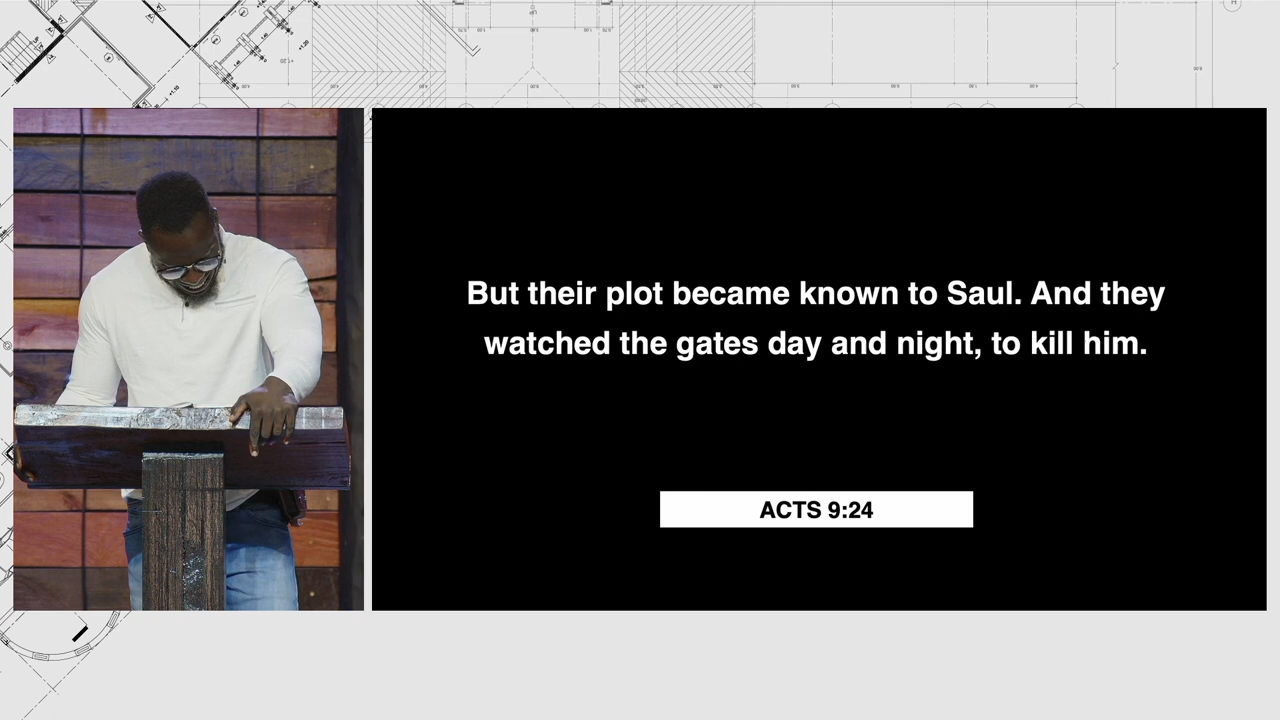 But their plot became known to Saul. And they
watched the gates day and night, to kill him.
ACTS 9:24